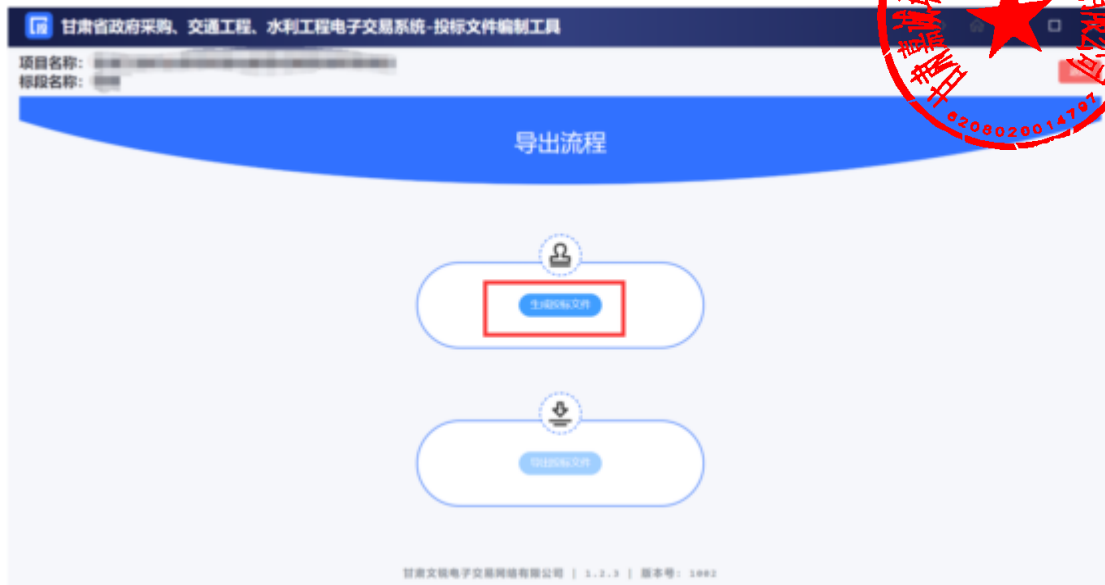 甘肃省政府采购、交通工程、水利工程电子交易系统-投标文件编制工具
项目名称：
标段名称：
导出流程
生成投标文件
导出投标文件
甘肃文锐电子交易网络有限公司 | 1.2.3 | 版本号: 1002
6208020014797